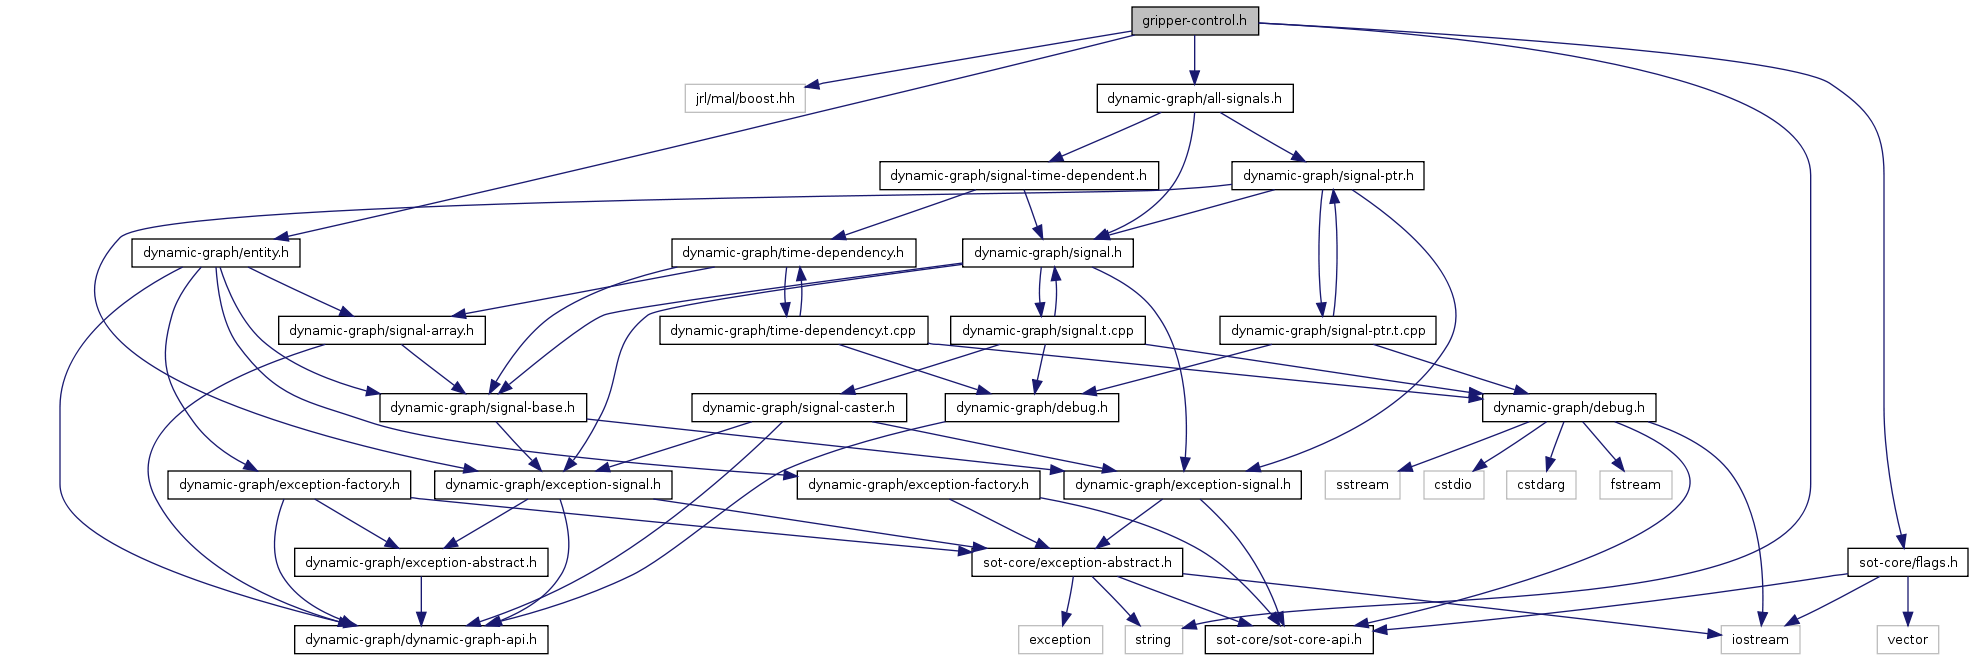 gripper-control.h
jrl/mal/boost.hh
dynamic-graph/all-signals.h
dynamic-graph/signal-time-dependent.h
dynamic-graph/signal-ptr.h
dynamic-graph/entity.h
dynamic-graph/time-dependency.h
dynamic-graph/signal.h
dynamic-graph/signal-array.h
dynamic-graph/time-dependency.t.cpp
dynamic-graph/signal.t.cpp
dynamic-graph/signal-ptr.t.cpp
dynamic-graph/signal-base.h
dynamic-graph/signal-caster.h
dynamic-graph/debug.h
dynamic-graph/debug.h
dynamic-graph/exception-factory.h
dynamic-graph/exception-signal.h
dynamic-graph/exception-factory.h
dynamic-graph/exception-signal.h
sstream
cstdio
cstdarg
fstream
dynamic-graph/exception-abstract.h
sot-core/exception-abstract.h
sot-core/flags.h
dynamic-graph/dynamic-graph-api.h
exception
string
sot-core/sot-core-api.h
iostream
vector